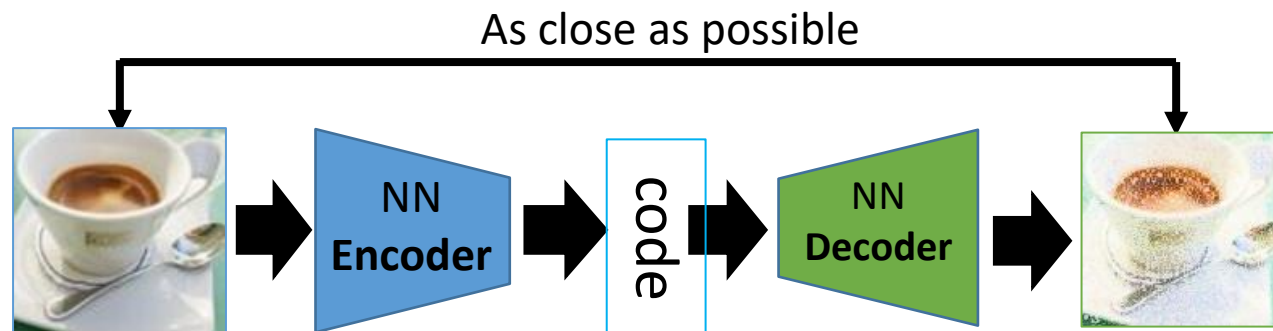 As close as possible
NN
Encoder
code
NN
Decoder